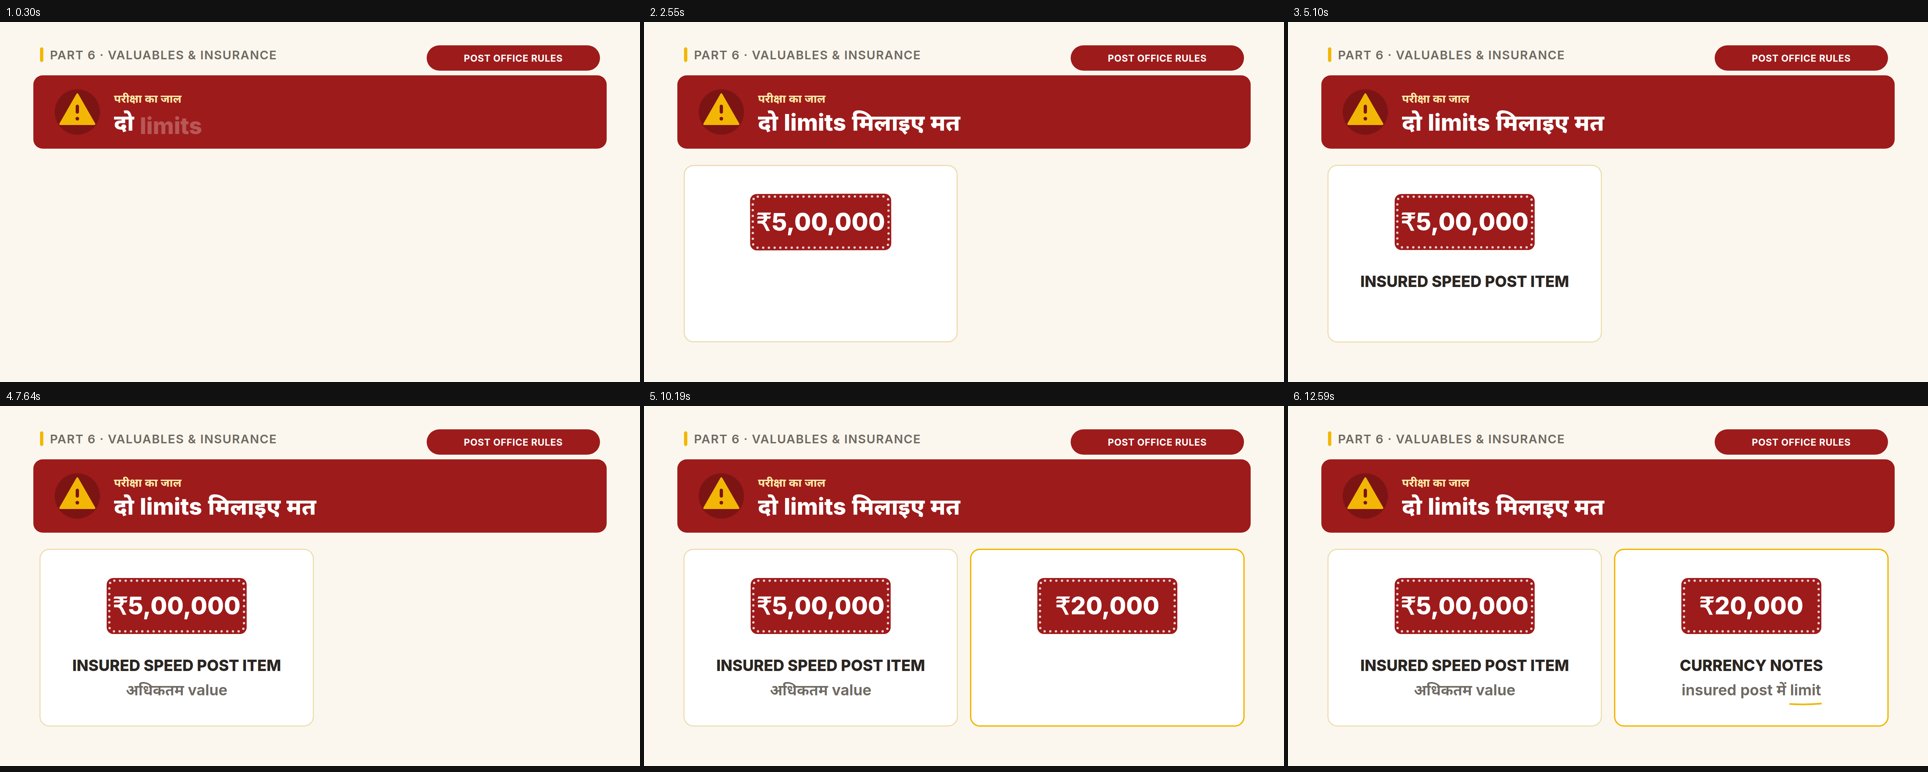 1. 0.30s
PART 6 · VALUABLES & INSURANCE
POST OFFICE RULES
परीक्षा का जाल
दो limits
2. 2.55s
PART 6 · VALUABLES & INSURANCE
POST OFFICE RULES
परीक्षा का जाल
दो limits मिलाइए मत
₹5,00,000
3. 5.10s
PART 6 · VALUABLES & INSURANCE
POST OFFICE RULES
परीक्षा का जाल
दो limits मिलाइए मत
₹5,00,000
INSURED SPEED POST ITEM
4. 7.64s
PART 6 · VALUABLES & INSURANCE
POST OFFICE RULES
परीक्षा का जाल
दो limits मिलाइए मत
₹5,00,000
INSURED SPEED POST ITEM
अधिकतम value
5. 10.19s
PART 6 · VALUABLES & INSURANCE
POST OFFICE RULES
परीक्षा का जाल
दो limits मिलाइए मत
₹5,00,000
INSURED SPEED POST ITEM
अधिकतम value
₹20,000
6. 12.59s
PART 6 · VALUABLES & INSURANCE
POST OFFICE RULES
परीक्षा का जाल
दो limits मिलाइए मत
₹5,00,000
INSURED SPEED POST ITEM
अधिकतम value
₹20,000
CURRENCY NOTES
insured post में limit